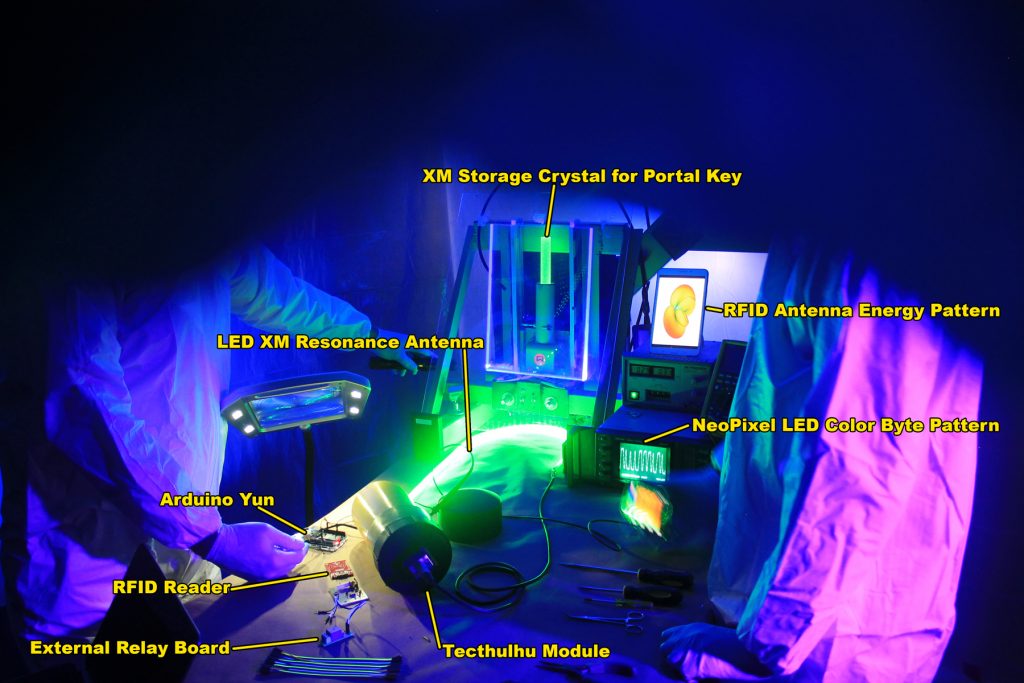 XM Storage Crystal for Portal Key
RFID Antenna Energy Pattern
LED XM Resonance Antenna
NeoPixel LED Color Byte Pattern
Arduino Yun
RFID Reader
External Relay Board
Tecthulhu Module